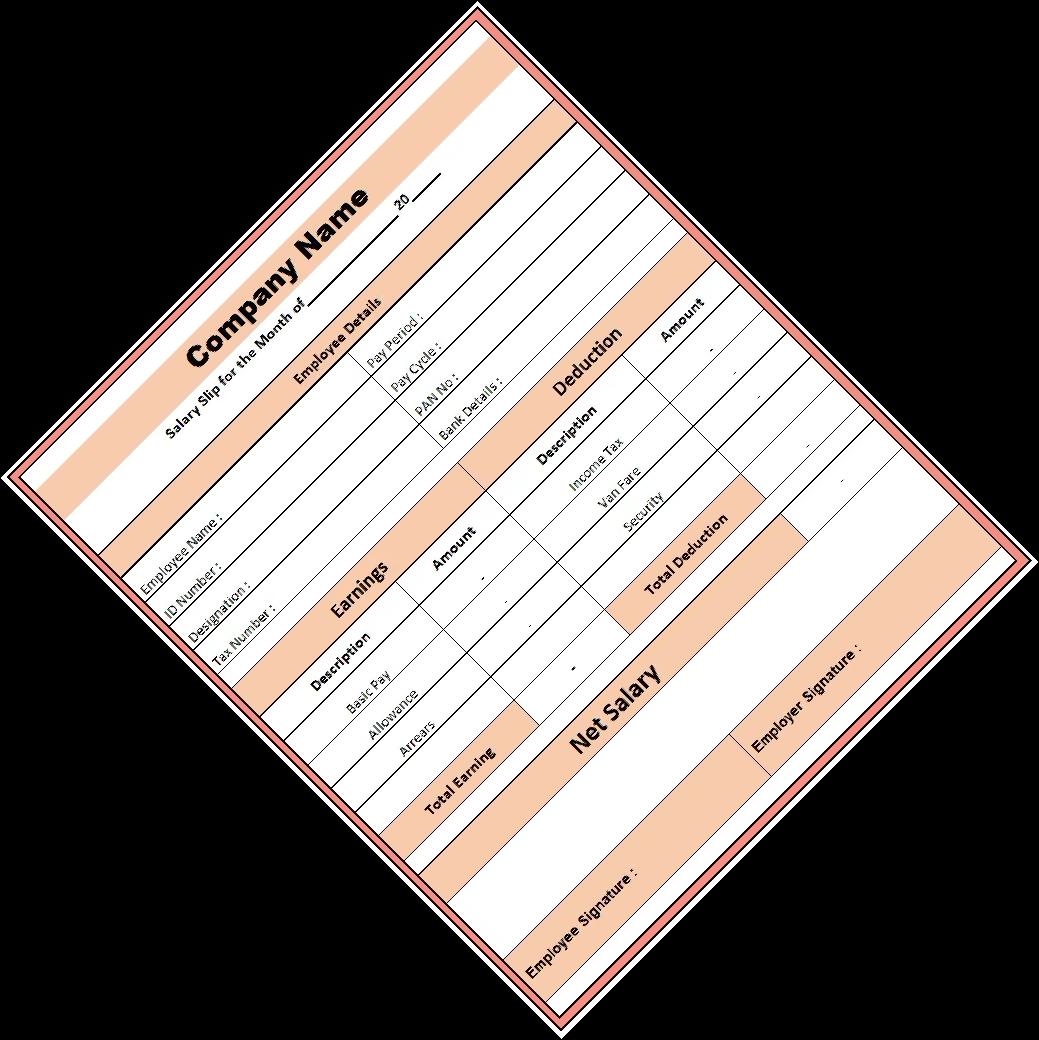 Company Name
Salary Slip for the Month of ____________ 20 ____
Employee Details
Employee Name : Pay Period :
ID Number : Pay Cycle :
Designation : PAN No :
Tax Number : Bank Details :
Earnings Deduction
Description Amount Description Amount
Basic Pay - Income Tax -
Allowance - Van Fare -
Arrears - Security -
Total Earning - Total Deduction -
Net Salary -
Employee Signature : Employer Signature :